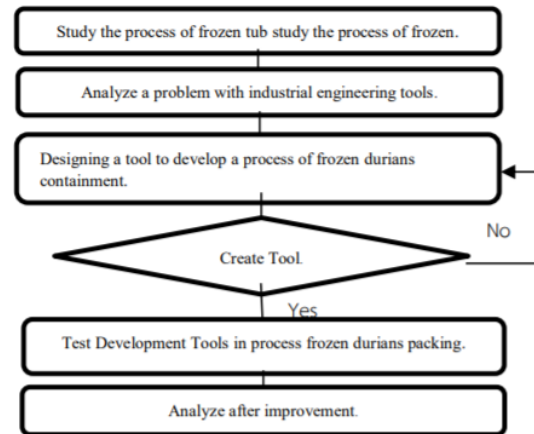 Study the process of frozen tub study the process of frozen.
Analyze a problem with industrial engineering tools.
Designing a tool to develop a process of frozen durians
containment.
No
Create Tool.
Yes
Test Development Tools in process frozen durians packing.
Analyze after improvement.